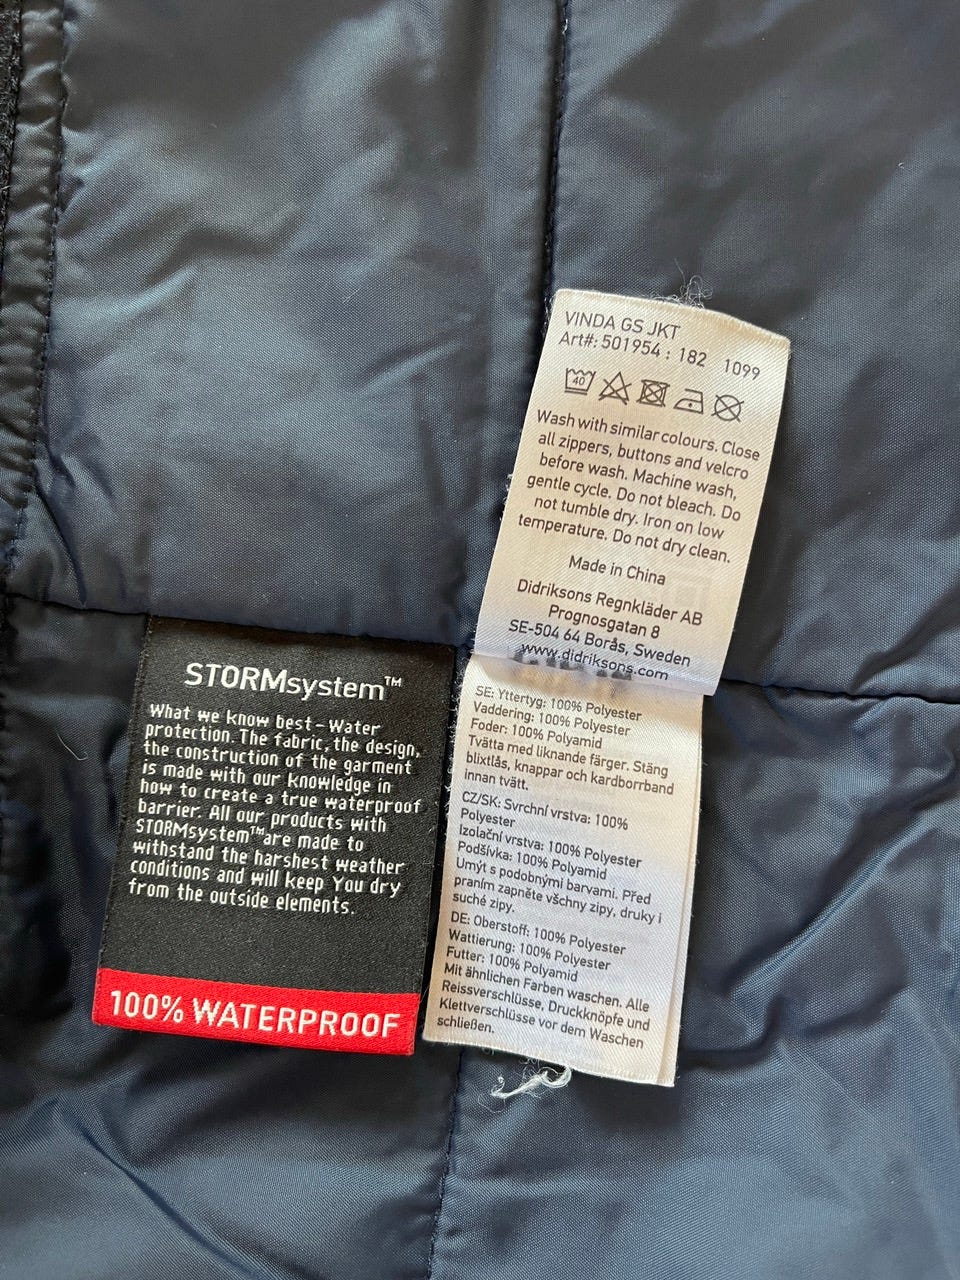 VINDA GS JKT
Art#: 501954 : 182 1099
40
Wash with similar colours. Close
all zippers, buttons and velcro
before wash. Machine wash,
gentle cycle. Do not bleach. Do
not tumble dry. Iron on low
temperature. Do not dry clean.
Made in China
Didriksons Regnkläder AB
Prognosgatan 8
SE-504 64 Borås, Sweden
www.didriksons.com
STORMsystem™
What we know best - Water
protection. The fabric, the design,
the construction of the garment
is made with our knowledge in
how to create a true waterproof
barrier. All our products with
STORMsystem™ are made to
withstand the harshest weather
conditions and will keep You dry
from the outside elements.
100% WATERPROOF
SE: Yttertyg: 100% Polyester
Vaddering: 100% Polyester
Foder: 100% Polyamid
Tvätta med liknande färger. Stäng
blixtlås, knappar och kardborrband
innan tvätt.
CZ/SK: Svrchní vrstva: 100%
Polyester
Izolační vrstva: 100% Polyester
Podšívka: 100% Polyamid
Umýt s podobnými barvami. Před
praním zapněte všchny zipy, druky i
suché zipy.
DE: Oberstoff: 100% Polyester
Wattierung: 100% Polyester
Futter: 100% Polyamid
Mit ähnlichen Farben waschen. Alle
Reissverschlüsse, Druckknöpfe und
Klettverschlüsse vor dem Waschen
schließen.